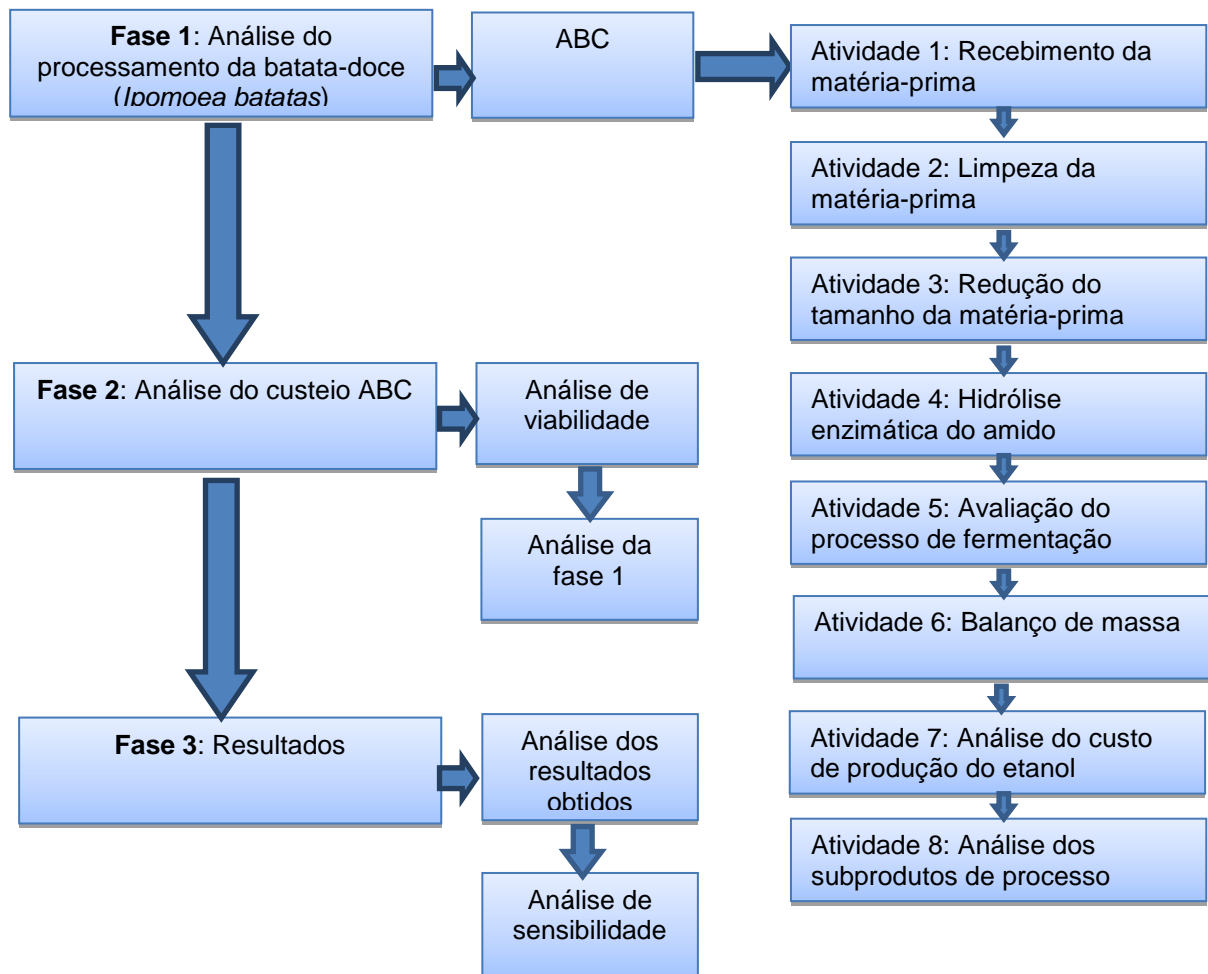 Fase 1: Análise do
processamento da batata-doce
(Ipomoea batatas)
ABC
Atividade 1: Recebimento da
matéria-prima
Atividade 2: Limpeza da
matéria-prima
Atividade 3: Redução do
tamanho da matéria-prima
Atividade 4: Hidrólise
enzimática do amido
Atividade 5: Avaliação do
processo de fermentação
Atividade 6: Balanço de massa
Atividade 7: Análise do custo
de produção do etanol
Atividade 8: Análise dos
subprodutos de processo
Fase 2: Análise do custeio ABC
Análise de
viabilidade
Análise da
fase 1
Fase 3: Resultados
Análise dos
resultados
obtidos
Análise de
sensibilidade